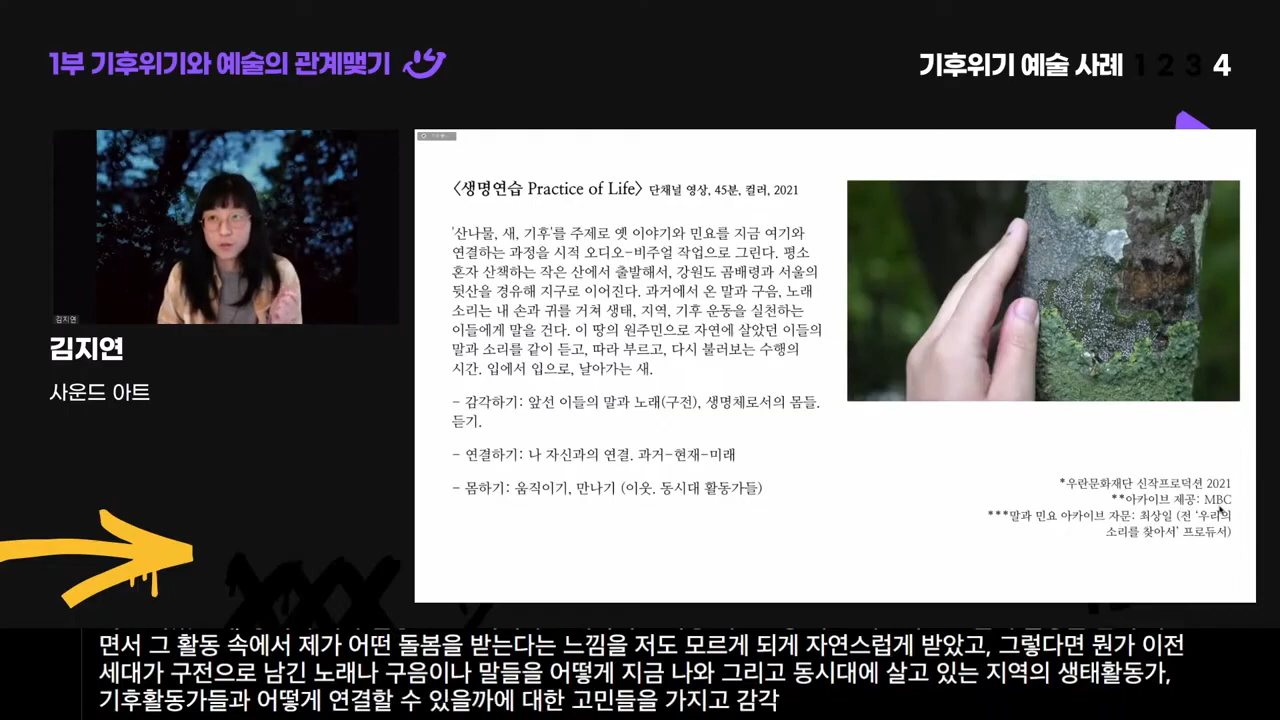 1부 기후위기와 예술의 관계맺기
기후위기 예술 사례 1 2 3 4
김지연
김지연
사운드 아트
〈생명연습 Practice of Life〉 단채널 영상, 45분, 컬러, 2021
'산나물, 새, 기후'를 주제로 옛 이야기와 민요를 지금 여기와
연결하는 과정을 시적 오디오-비주얼 작업으로 그린다. 평소
혼자 산책하는 작은 산에서 출발해서, 강원도 곰배령과 서울의
뒷산을 경유해 지구로 이어진다. 과거에서 온 말과 구음, 노래
소리는 내 손과 귀를 거쳐 생태, 지역, 기후 운동을 실천하는
이들에게 말을 건다. 이 땅의 원주민으로 자연에 살았던 이들의
말과 소리를 같이 듣고, 따라 부르고, 다시 불러보는 수행의
시간. 입에서 입으로, 날아가는 새.
- 감각하기: 앞선 이들의 말과 노래(구전), 생명체로서의 몸들.
듣기.
- 연결하기: 나 자신과의 연결. 과거-현재-미래
- 몸하기: 움직이기, 만나기 (이웃. 동시대 활동가들)
*우란문화재단 신작프로덕션 2021
**아카이브 제공: MBC
***말과 민요 아카이브 자문: 최상일 (전 '우리의
소리를 찾아서' 프로듀서)
면서 그 활동 속에서 제가 어떤 돌봄을 받는다는 느낌을 저도 모르게 되게 자연스럽게 받았고, 그렇다면 뭔가 이전
세대가 구전으로 남긴 노래나 구음이나 말들을 어떻게 지금 나와 그리고 동시대에 살고 있는 지역의 생태활동가,
기후활동가들과 어떻게 연결할 수 있을까에 대한 고민들을 가지고 감각